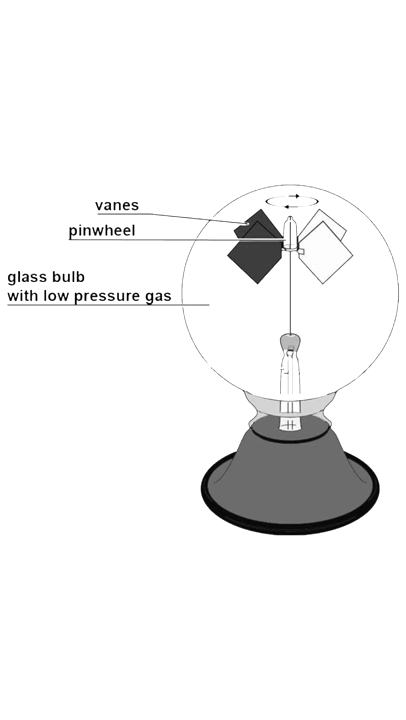 vanes
pinwheel
glass bulb
with low pressure gas